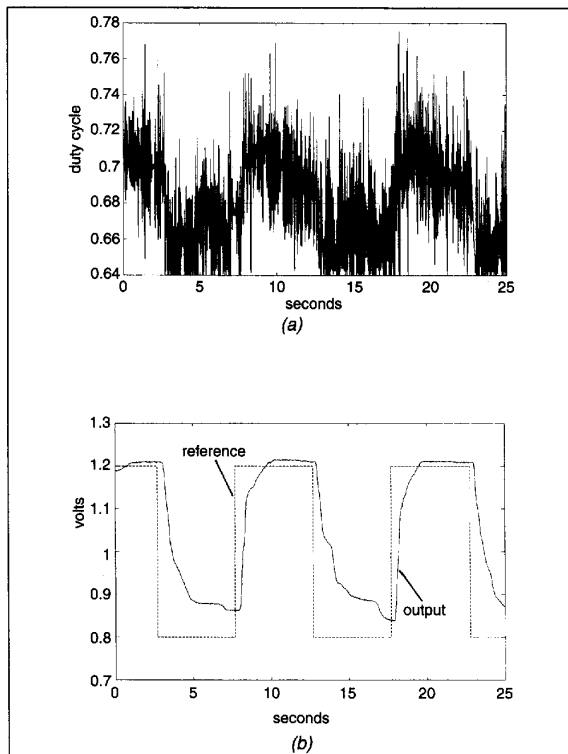 0.78
0.76
0.74
0.72
0.7
0.68
0.66
0.64
duty cycle
0 5 10 15 20 25
seconds
(a)
1.3
1.2
1.1
1
0.9
0.8
0.7
volts
reference
output
0 5 10 15 20 25
seconds
(b)